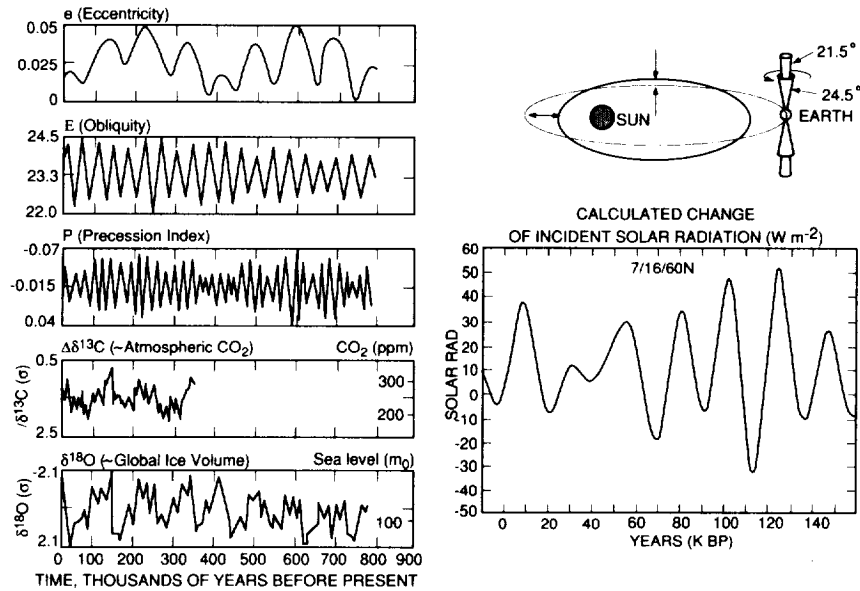 e (Eccentricity)
0.05
0.025
0
E (Obliquity)
24.5
23.3
22.0
P (Precession Index)
-0.07
-0.015
0.04
Δδ13C (~Atmospheric CO2) CO2 (ppm)
0.5
300
200
2.5
/δ13C (σ)
δ18O (~Global Ice Volume) Sea level (m0)
-2.1
100
2.1
δ18O (σ)
0 100 200 300 400 500 600 700 800 900
TIME, THOUSANDS OF YEARS BEFORE PRESENT
21.5°
24.5°
SUN
EARTH
CALCULATED CHANGE
OF INCIDENT SOLAR RADIATION (W m-2)
7/16/60N
60
50
40
30
20
10
0
10
20
30
40
50
SOLAR RAD
0 20 40 60 80 100 120 140
YEARS (K BP)